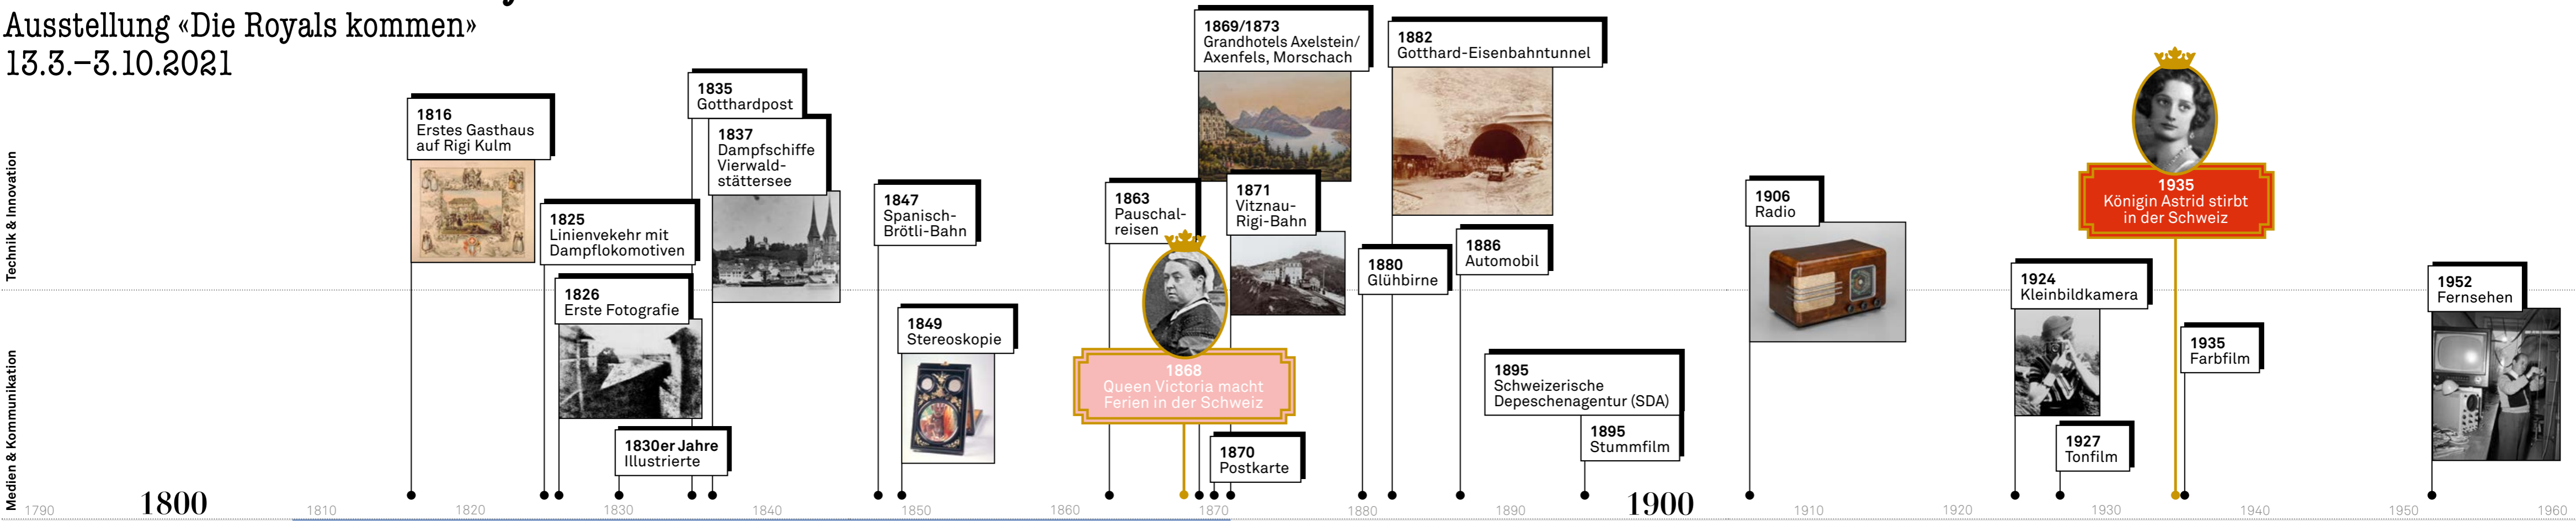 Ausstellung «Die Royals kommen»
13.3.–3.10.2021
Technik & Innovation
Medien & Kommunikation
1816
Erstes Gasthaus
auf Rigi Kulm
1825
Linienvekehr mit
Dampflokomotiven
1826
Erste Fotografie
1830er Jahre
Illustrierte
1835
Gotthardpost
1837
Dampfschiffe
Vierwald-
stättersee
1847
Spanisch-
Brötli-Bahn
1849
Stereoskopie
1863
Pauschal-
reisen
1868
Queen Victoria macht
Ferien in der Schweiz
1869/1873
Grandhotels Axelstein/
Axenfels, Morschach
1870
Postkarte
1871
Vitznau-
Rigi-Bahn
1880
Glühbirne
1882
Gotthard-Eisenbahntunnel
1886
Automobil
1895
Schweizerische
Depeschenagentur (SDA)
1895
Stummfilm
1906
Radio
1924
Kleinbildkamera
1927
Tonfilm
1935
Königin Astrid stirbt
in der Schweiz
1935
Farbfilm
1952
Fernsehen
1790
1800
1810
1820
1830
1840
1850
1860
1870
1880
1890
1900
1910
1920
1930
1940
1950
1960